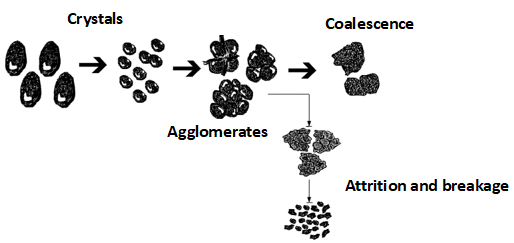 Crystals
Coalescence
Agglomerates
Attrition and breakage